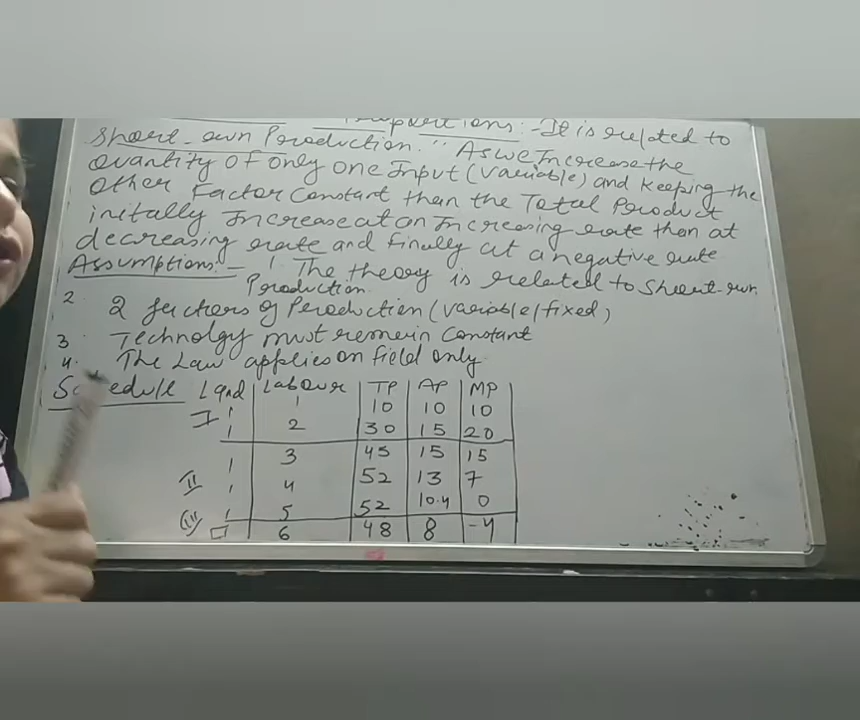 It is related to
Short-run Production. "As we Increase the
Quantity of only one Input (Variable) and keeping the
Other Factor Constant than the Total Product
initally Increase at an Increasing rate then at
decreasing rate and finally at a negative rate
Assumptions:- 1. The theory is related to Short-run
Production
2. 2 factors of Production (variable/fixed)
3. Technolgy must remain Constant
4. The Law applies on field only
Schedule Land Labour TP AP MP
I 1 1 10 10 10
1 2 30 15 20
1 3 45 15 15
II 1 4 52 13 7
1 5 52 10.4 0
(III) 6 48 8 -4